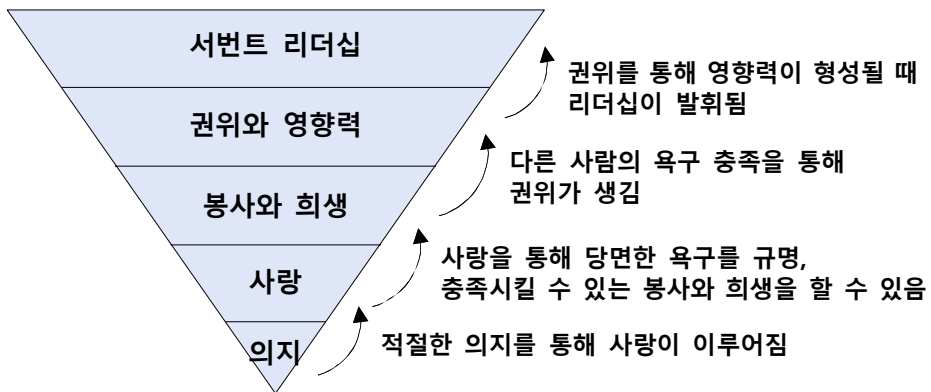 서번트 리더십
권위를 통해 영향력이 형성될 때
리더십이 발휘됨
권위와 영향력
다른 사람의 욕구 충족을 통해
권위가 생김
봉사와 희생
사랑을 통해 당면한 욕구를 규명,
충족시킬 수 있는 봉사와 희생을 할 수 있음
사랑
적절한 의지를 통해 사랑이 이루어짐
의지